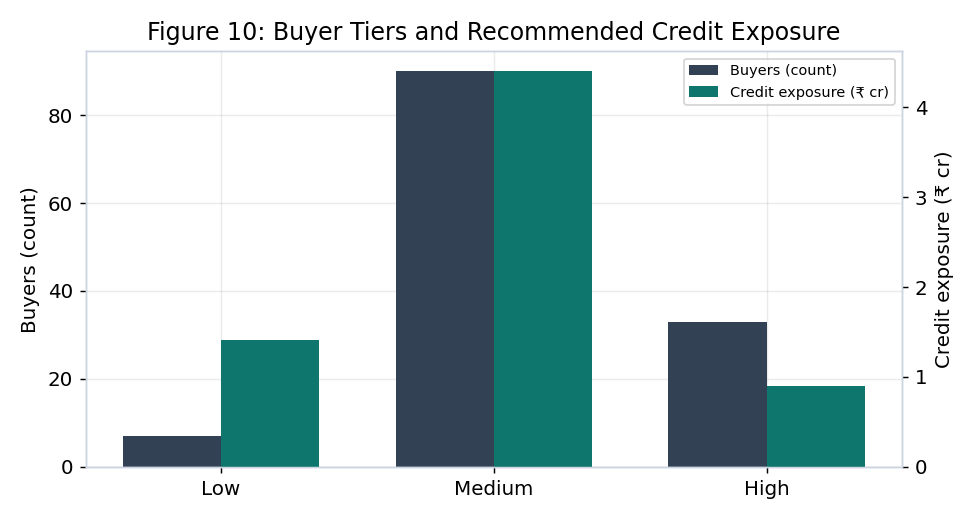 Figure 10: Buyer Tiers and Recommended Credit Exposure
Buyers (count)
Credit exposure (₹ cr)
80
60
40
20
0
Buyers (count)
4
3
2
1
0
Credit exposure (₹ cr)
Low
Medium
High